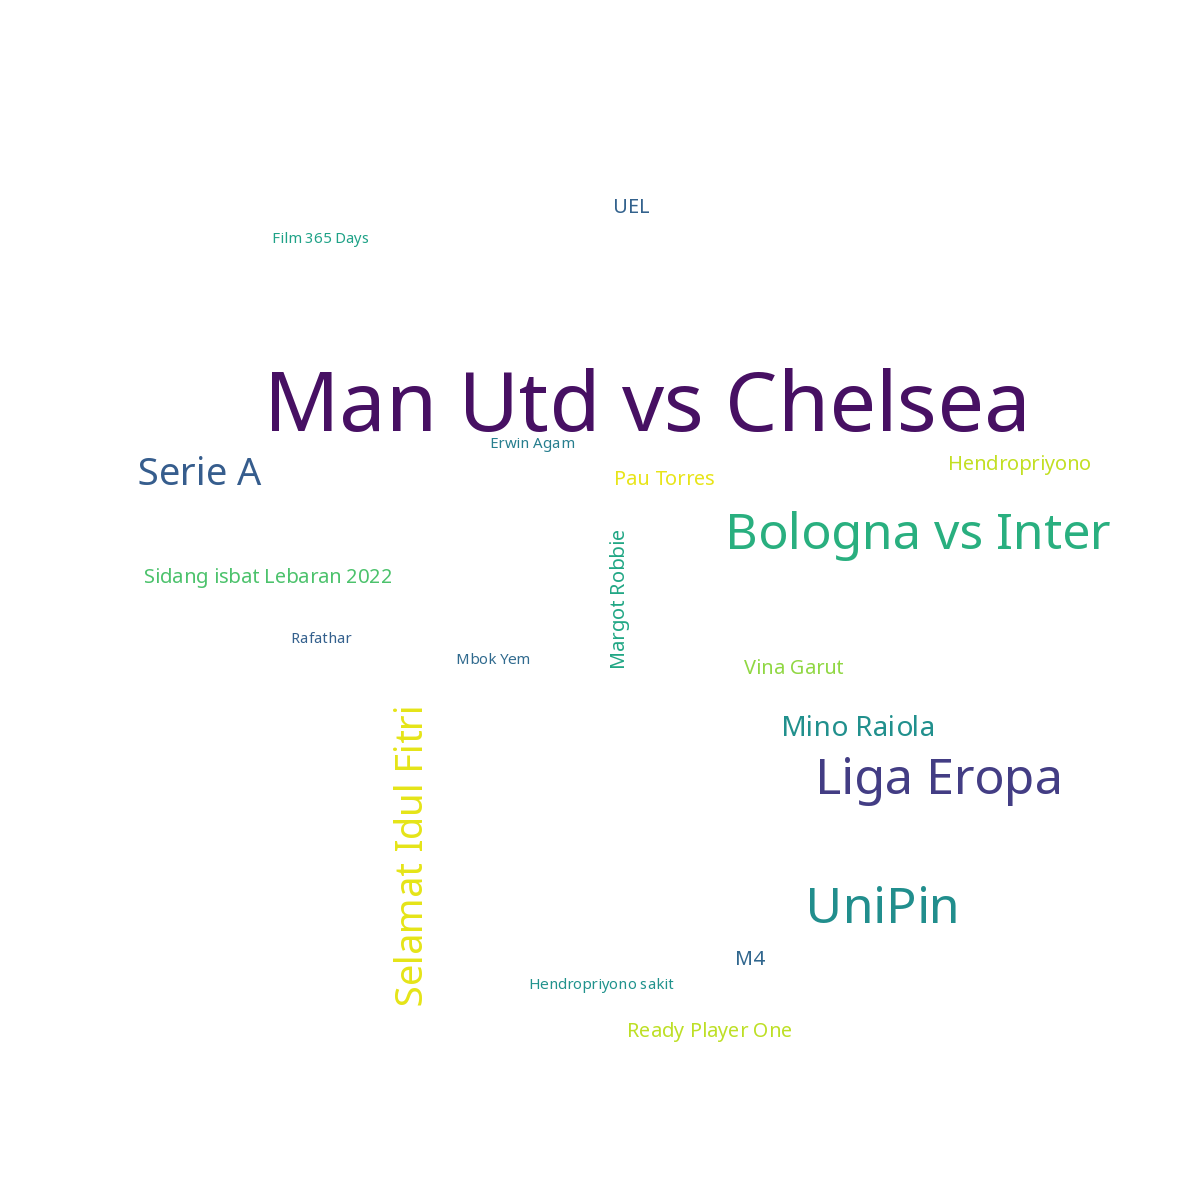 UEL
Film 365 Days
Man Utd vs Chelsea
Erwin Agam
Serie A
Pau Torres
Hendropriyono
Bologna vs Inter
Margot Robbie
Sidang isbat Lebaran 2022
Rafathar
Mbok Yem
Vina Garut
Selamat Idul Fitri
Mino Raiola
Liga Eropa
UniPin
M4
Hendropriyono sakit
Ready Player One